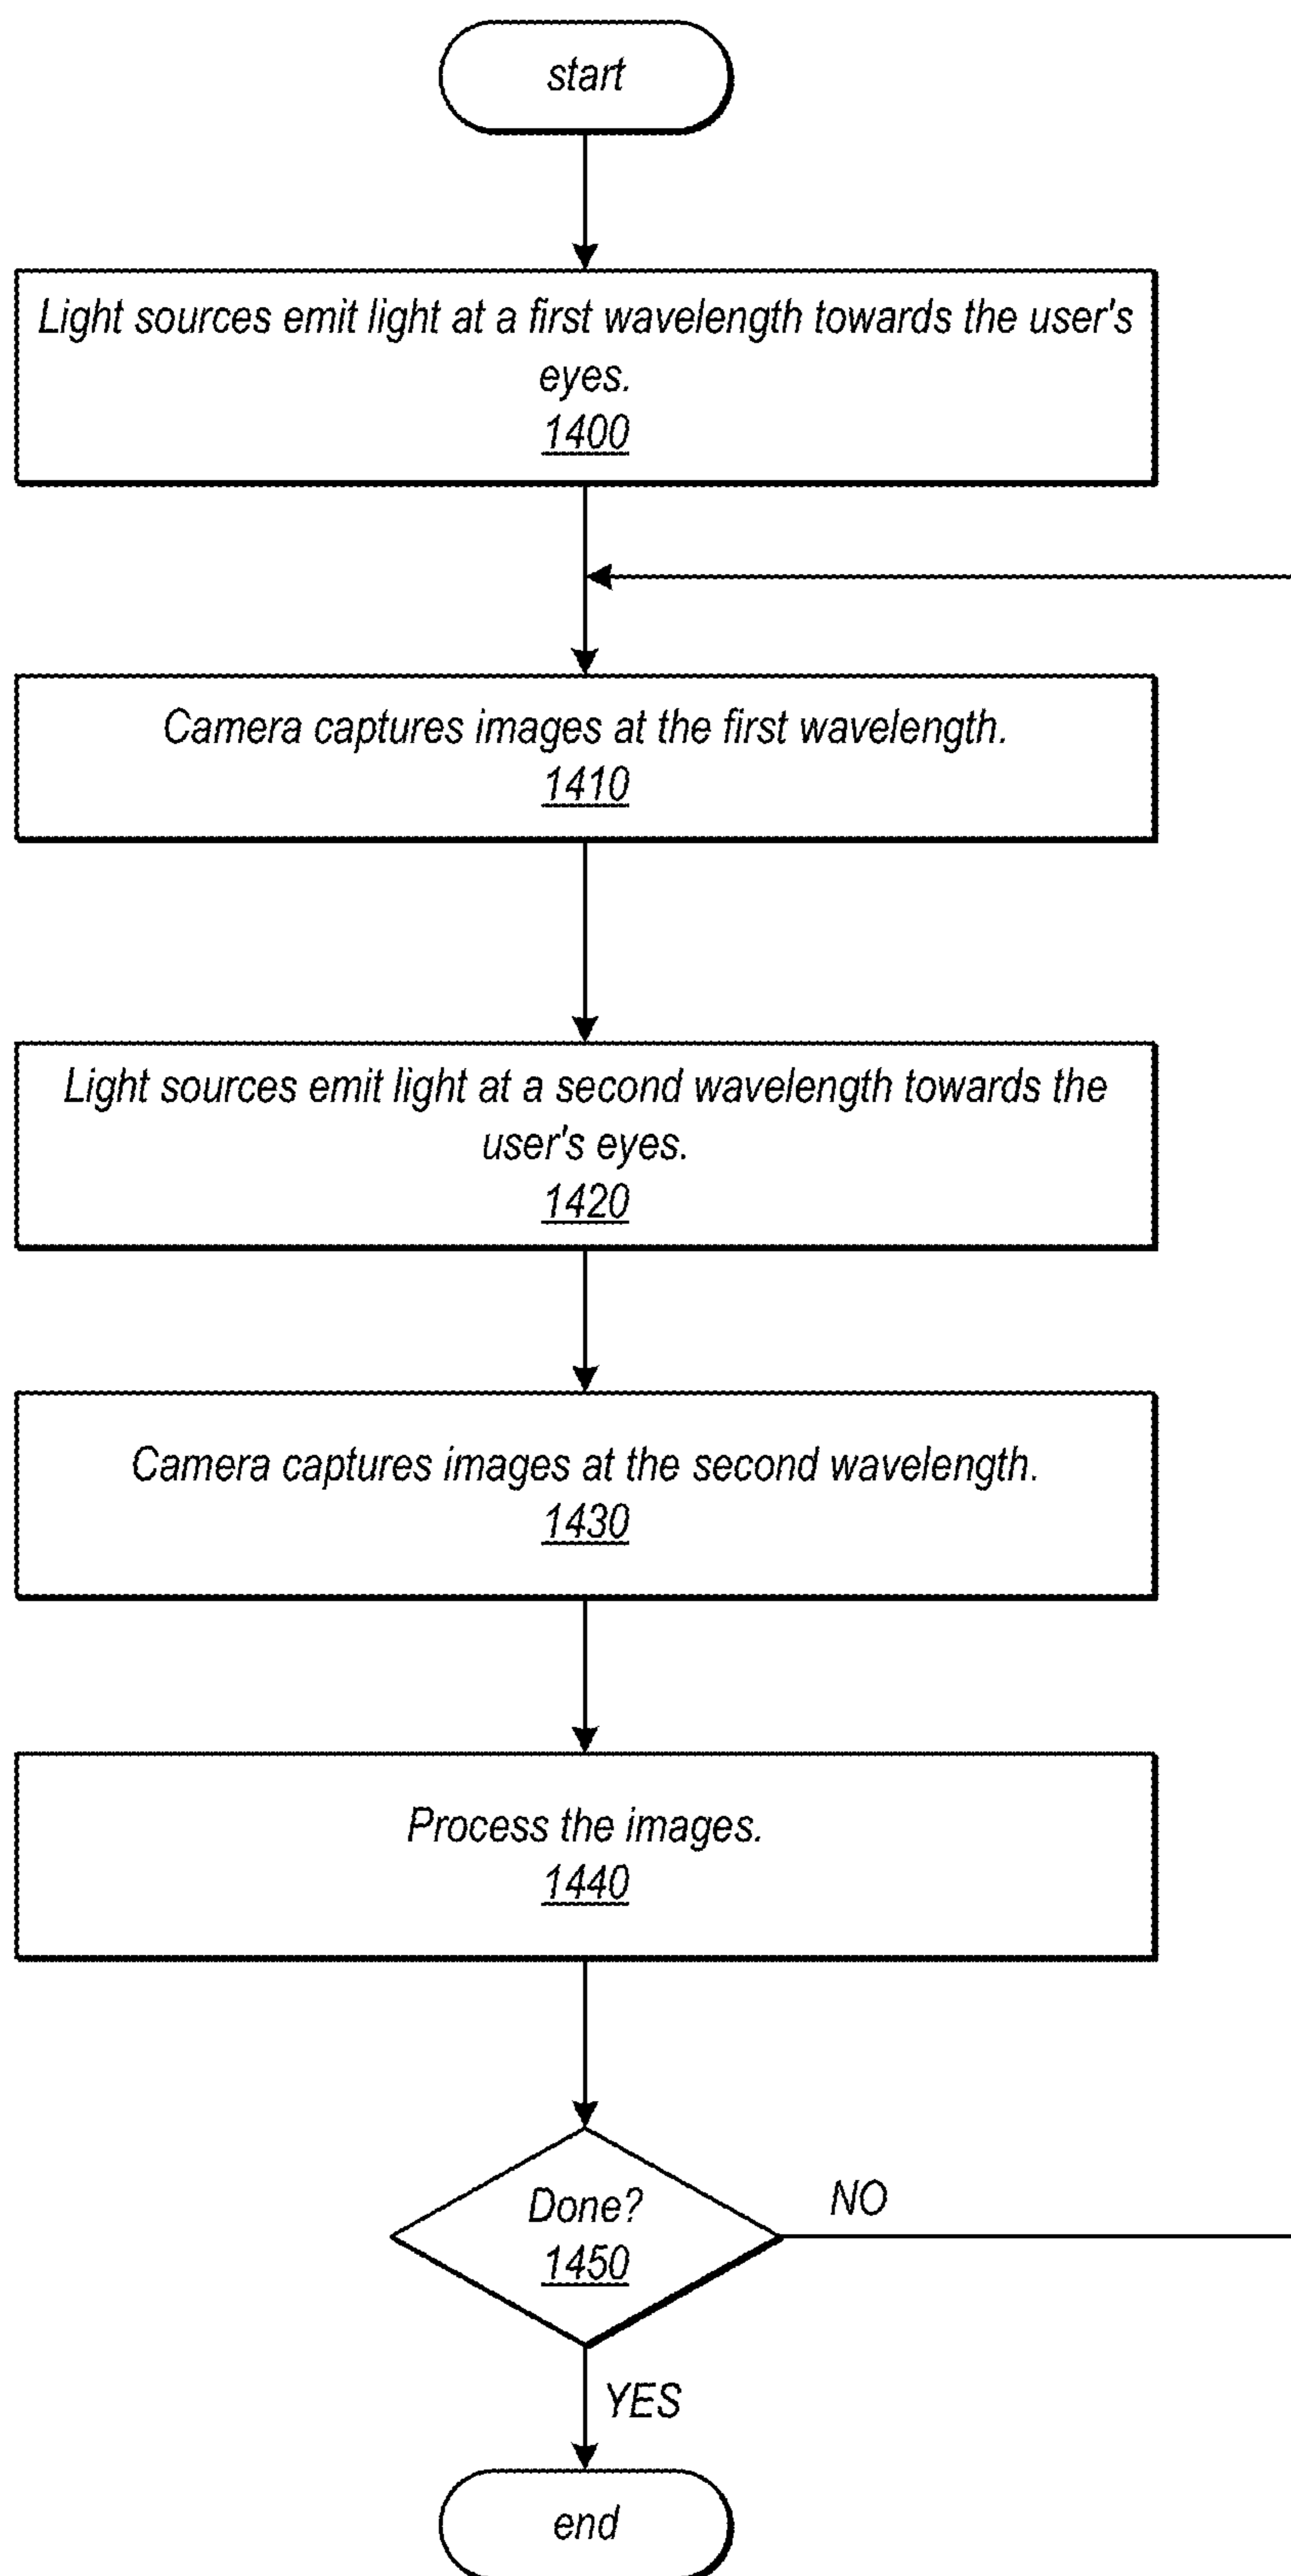 start
Light sources emit light at a first wavelength towards the user's
eyes.
1400
Camera captures images at the first wavelength.
1410
Light sources emit light at a second wavelength towards the
user's eyes.
1420
Camera captures images at the second wavelength.
1430
Process the images.
1440
Done?
1450
NO
YES
end